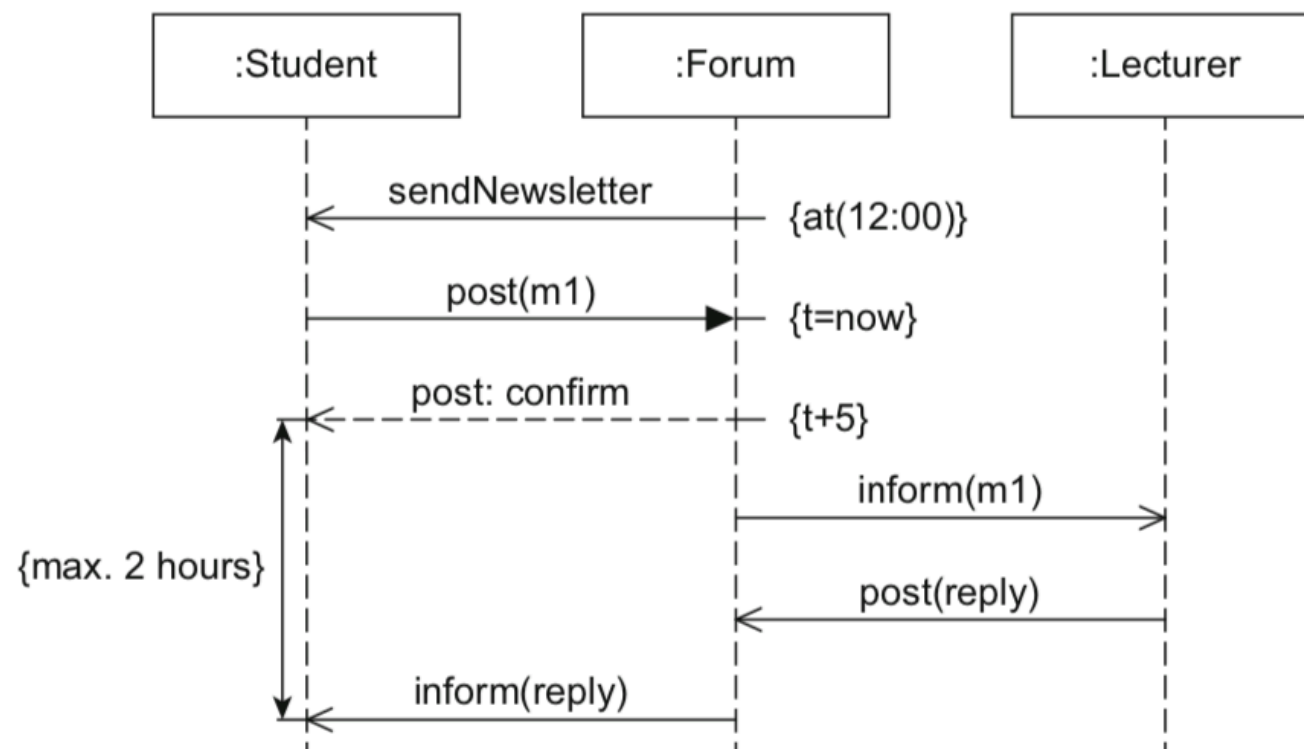 :Student
:Forum
:Lecturer
sendNewsletter
{at(12:00)}
post(m1)
{t=now}
post: confirm
{t+5}
inform(m1)
{max. 2 hours}
post(reply)
inform(reply)